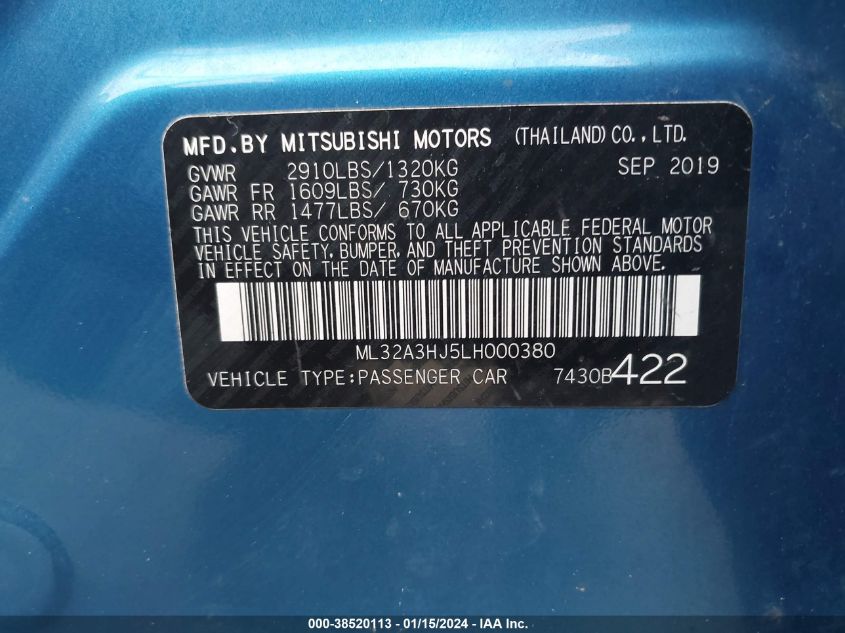 MFD.BY MITSUBISHI MOTORS (THAILAND) CO.,LTD.
GVWR 2910LBS/1320KG SEP 2019
GAWR FR 1609LBS/ 730KG
GAWR RR 1477LBS/ 670KG
THIS VEHICLE CONFORMS TO ALL APPLICABLE FEDERAL MOTOR
VEHICLE SAFETY, BUMPER, AND THEFT PREVENTION STANDARDS
IN EFFECT ON THE DATE OF MANUFACTURE SHOWN ABOVE.
ML32A3HJ5LH000380
VEHICLE TYPE:PASSENGER CAR 7430B422
000-38520113 - 01/15/2024 - IAA Inc.